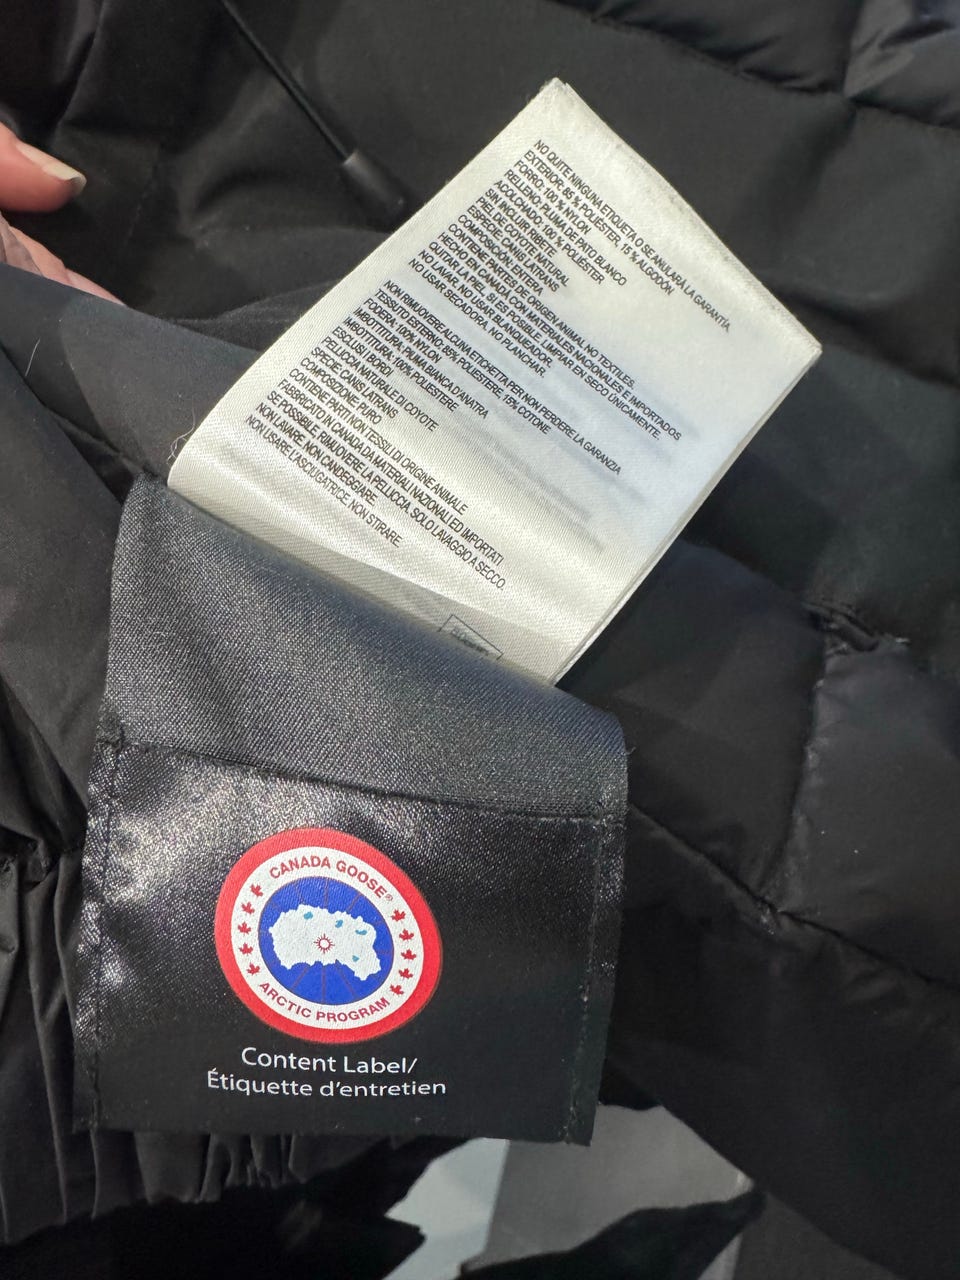 NO QUITE NINGUNA ETIQUETA O SE ANULARÁ LA GARANTÍA.
EXTERIOR: 85 % POLIÉSTER, 15 % ALGODÓN
FORRO: 100 % NYLON
RELLENO: PLUMA DE PATO BLANCO
ACOLCHADO, 100 % POLIÉSTER
SIN INCLUIR RIBETE
PIEL DE COYOTE NATURAL
ESPECIE: CANIS LATRANS
COMPOSICIÓN: ENTERA
CONTIENE PARTES DE ORIGEN ANIMAL NO TEXTILES.
HECHO EN CANADÁ CON MATERIALES NACIONALES E IMPORTADOS
QUITAR LA PIEL, SI ES POSIBLE. LIMPIAR EN SECO ÚNICAMENTE.
NO LAVAR. NO USAR BLANQUEADOR.
NO USAR SECADORA. NO PLANCHAR.
NON RIMUOVERE ALCUNA ETICHETTA PER NON PERDERE LA GARANZIA
TESSUTO ESTERNO: 85% POLIESTERE, 15% COTONE
FODERA: 100% NYLON
IMBOTTITURA: PIUMA BIANCA D'ANATRA
IMBOTTITURA, 100% POLIESTERE
ESCLUSI I BORDI
PELLICCIA NATURALE DI COYOTE
SPECIE: CANIS LATRANS
COMPOSIZIONE: PURO
CONTIENE PARTI NON TESSILI DI ORIGINE ANIMALE
FABBRICATO IN CANADA DA MATERIALI NAZIONALI ED IMPORTATI
SE POSSIBILE RIMUOVERE LA PELLICCIA. SOLO LAVAGGIO A SECCO.
NON LAVARE. NON CANDEGGIARE.
NON USARE L'ASCIUGATRICE. NON STIRARE.
CANADA GOOSE®
ARCTIC PROGRAM
Content Label/
Étiquette d'entretien